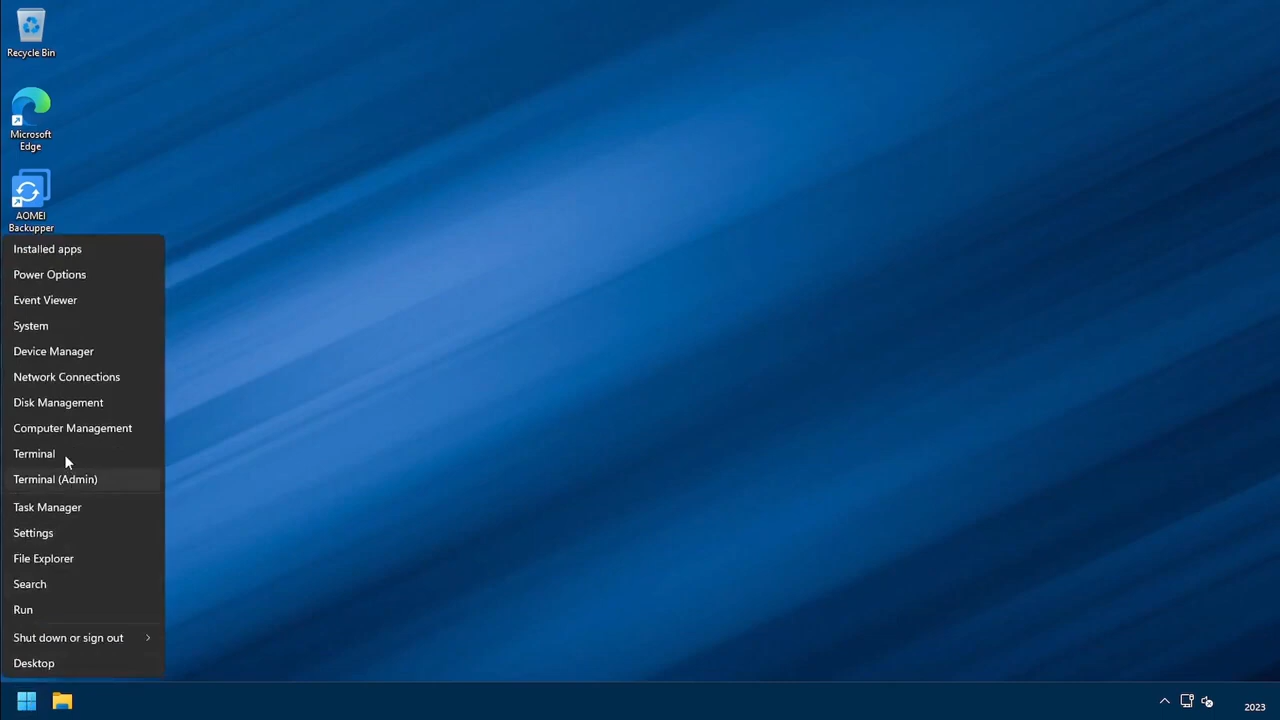 Recycle Bin
Microsoft
Edge
AOMEI
Backupper
Installed apps
Power Options
Event Viewer
System
Device Manager
Network Connections
Disk Management
Computer Management
Terminal
Terminal (Admin)
Task Manager
Settings
File Explorer
Search
Run
Shut down or sign out
Desktop
2023